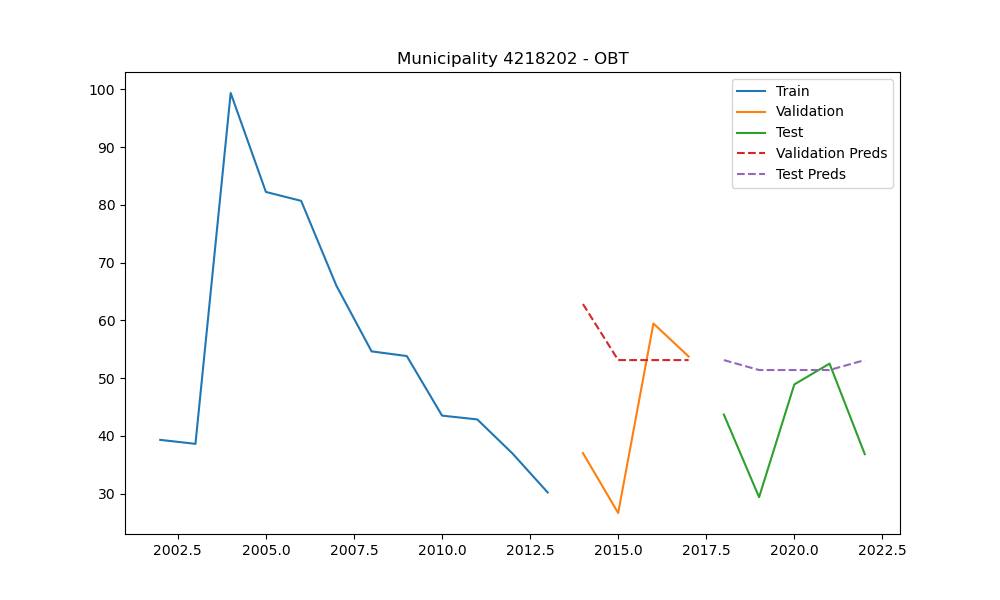 Municipality 4218202 - OBT
Train
Validation
Test
Validation Preds
Test Preds
100
90
80
70
60
50
40
30
2002.5 2005.0 2007.5 2010.0 2012.5 2015.0 2017.5 2020.0 2022.5